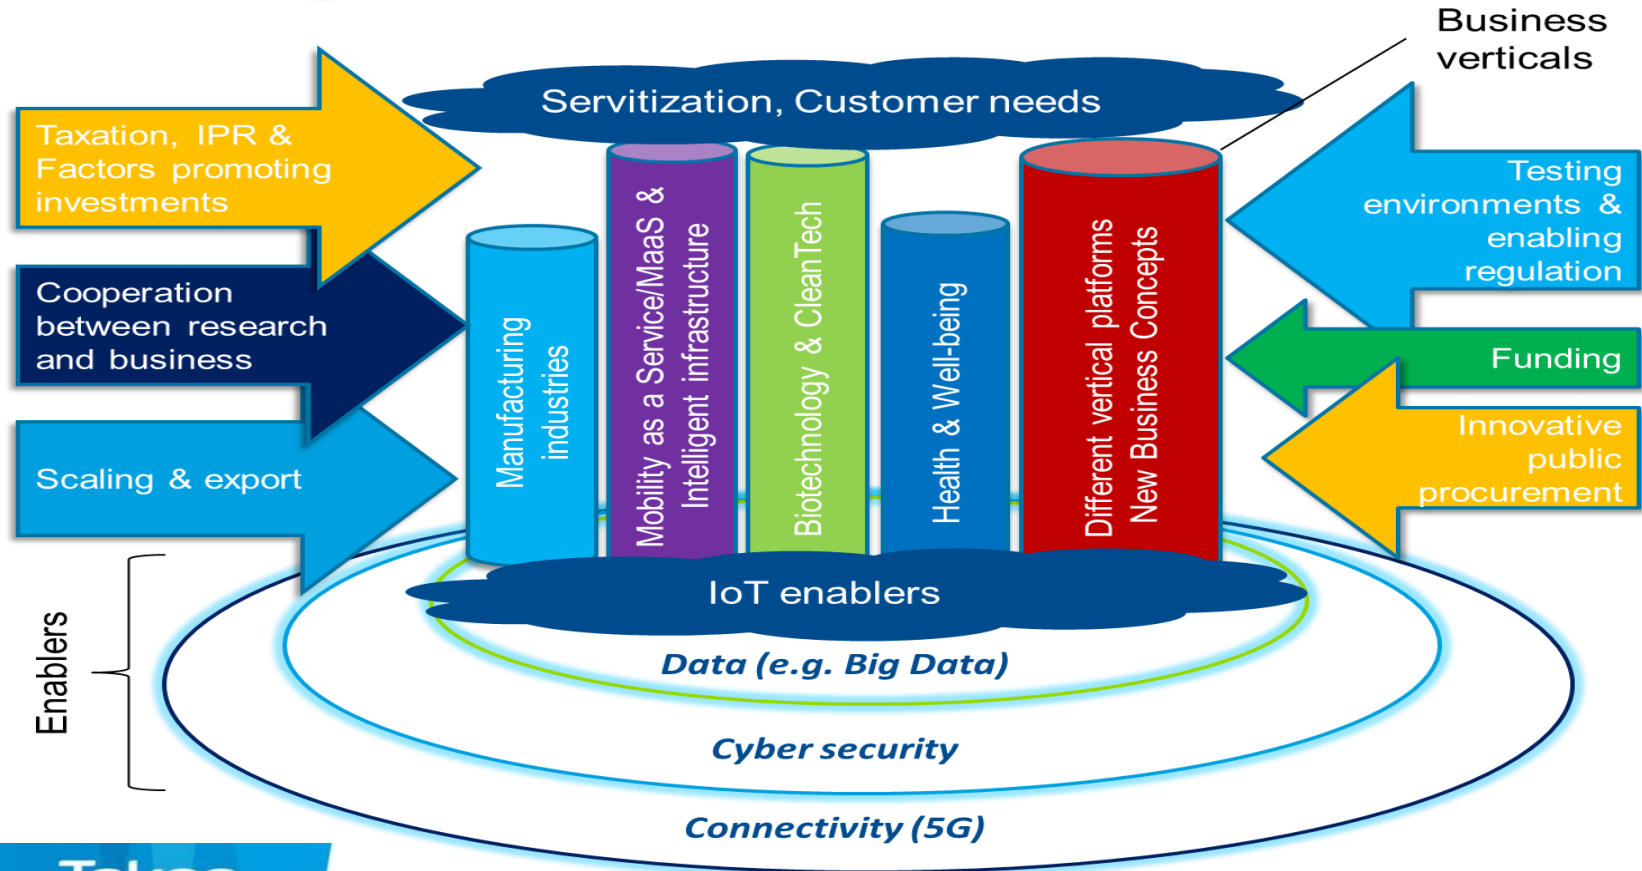 Business
verticals
Servitization, Customer needs
Taxation, IPR &
Factors promoting
investments
Cooperation
between research
and business
Scaling & export
Manufacturing
industries
Mobility as a Service/MaaS &
Intelligent infrastructure
Biotechnology & CleanTech
Health & Well-being
Different vertical platforms
New Business Concepts
Testing
environments &
enabling
regulation
Funding
Innovative
public
procurement
Enablers
IoT enablers
Data (e.g. Big Data)
Cyber security
Connectivity (5G)